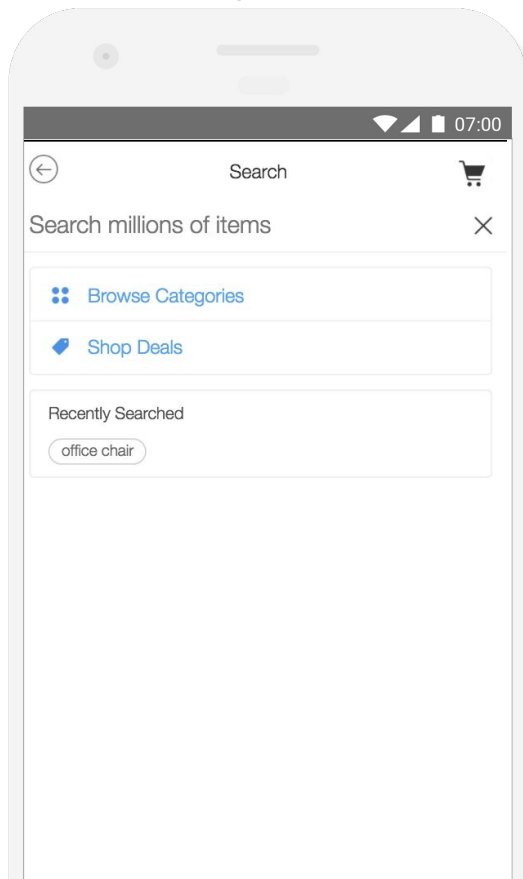 07:00
Search
Search millions of items
Browse Categories
Shop Deals
Recently Searched
office chair